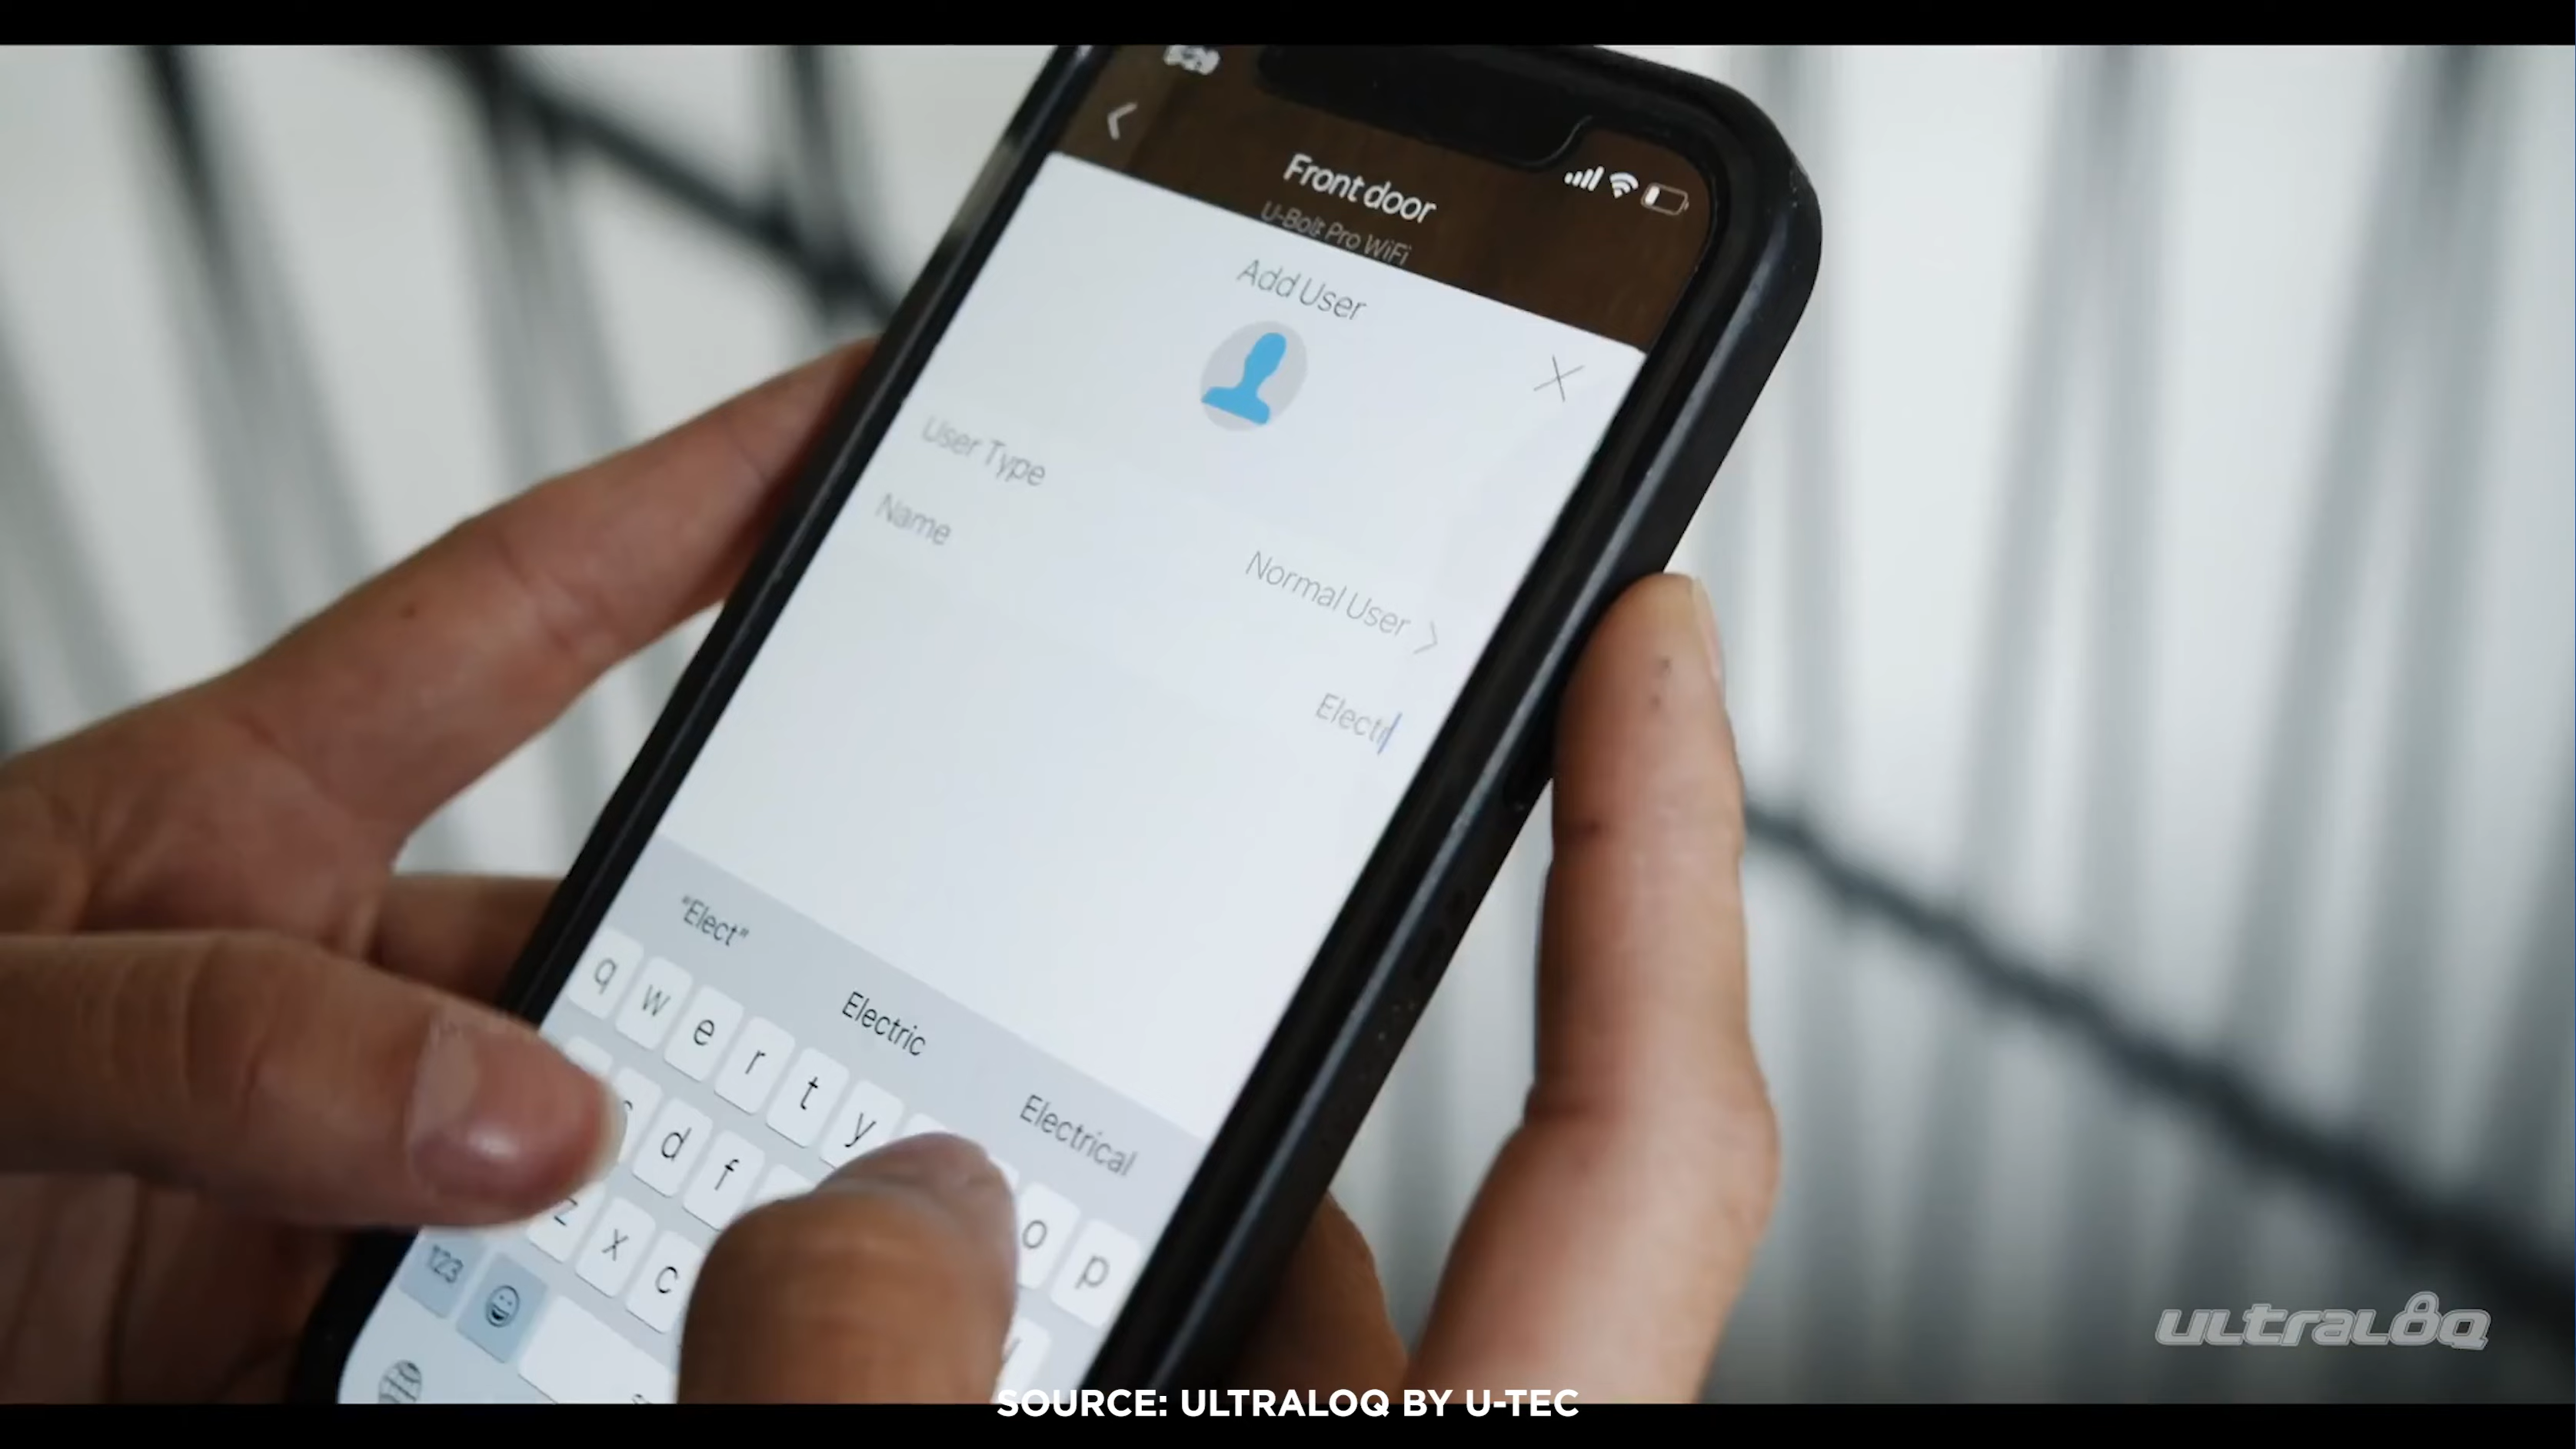 Front door
U-Bolt Pro WiFi
Add User
User Type
Normal User
Name
Electr
"Elect"
Electric
Electrical
q w e r t y o p
d f
z x c
123
ultraloq
SOURCE: ULTRALOQ BY U-TEC